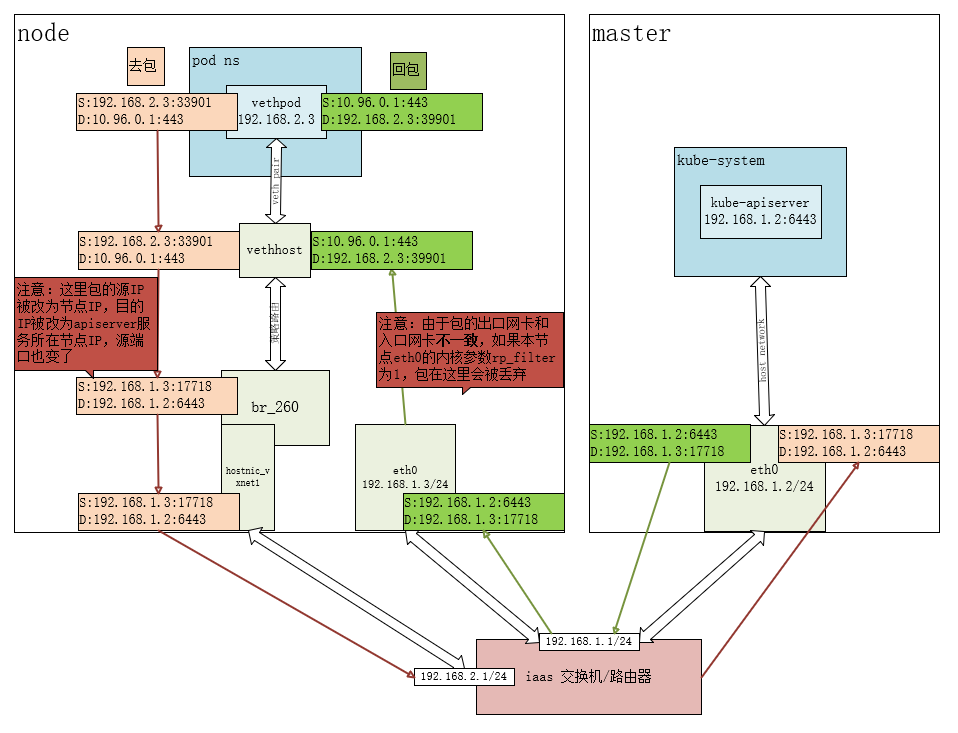 node
去包
pod ns
回包
S:192.168.2.3:33901
D:10.96.0.1:443
vethpod
192.168.2.3
S:10.96.0.1:443
D:192.168.2.3:39901
veth pair
S:192.168.2.3:33901
D:10.96.0.1:443
vethhost
S:10.96.0.1:443
D:192.168.2.3:39901
注意：这里包的源IP
被改为节点IP，目的
IP被改为apiserver服
务所在节点IP，源端
口也变了
策略路由
注意：由于包的出口网卡和
入口网卡不一致，如果本节
点eth0的内核参数rp_filter
为1，包在这里会被丢弃
S:192.168.1.3:17718
D:192.168.1.2:6443
br_260
hostnic_v
xnet1
S:192.168.1.3:17718
D:192.168.1.2:6443
eth0
192.168.1.3/24
S:192.168.1.2:6443
D:192.168.1.3:17718
master
kube-system
kube-apiserver
192.168.1.2:6443
host network
S:192.168.1.2:6443
D:192.168.1.3:17718
S:192.168.1.3:17718
D:192.168.1.2:6443
eth0
192.168.1.2/24
192.168.1.1/24
192.168.2.1/24
iaas 交换机/路由器